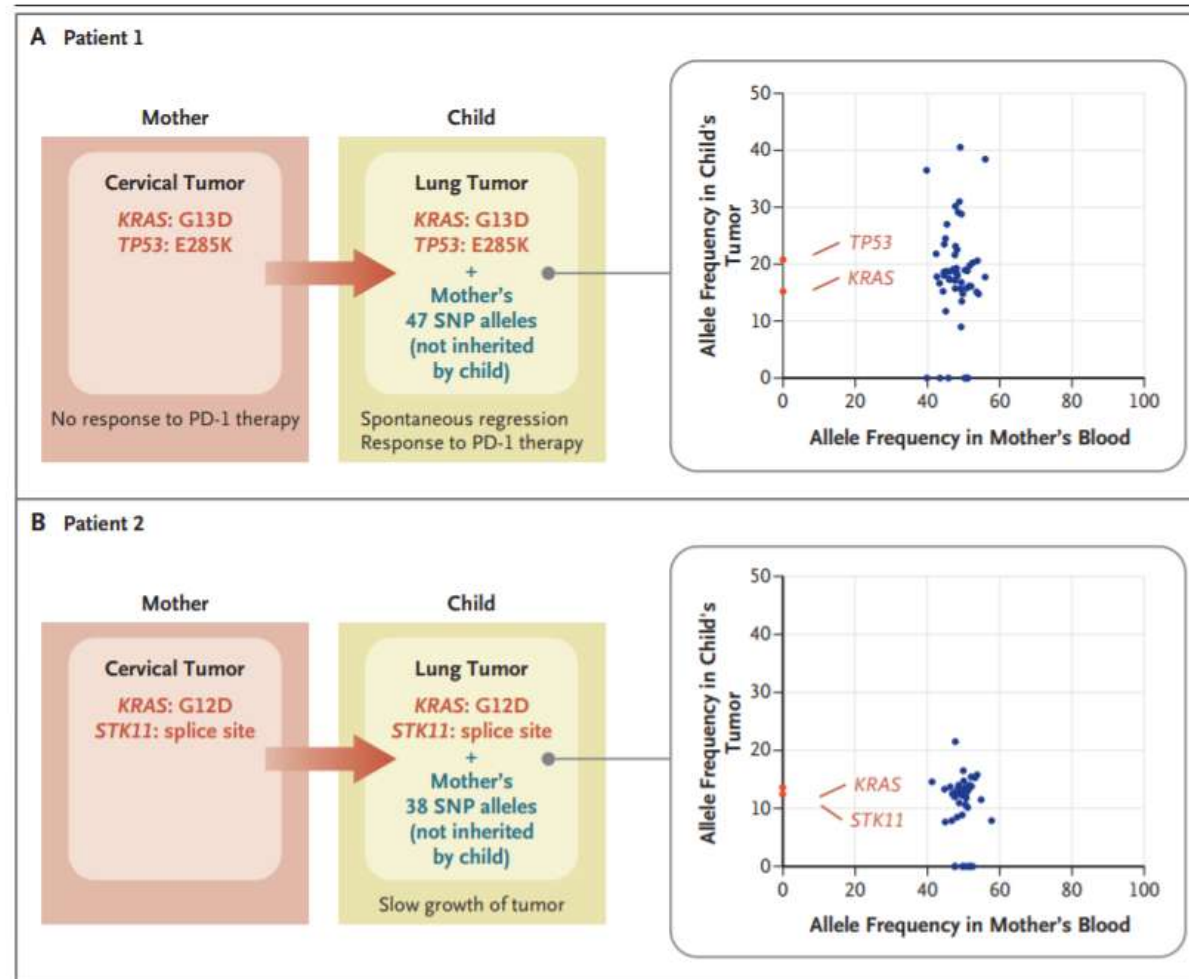 A Patient 1
Mother
Child
Cervical Tumor
KRAS: G13D
TP53: E285K
No response to PD-1 therapy
Lung Tumor
KRAS: G13D
TP53: E285K
+
Mother's
47 SNP alleles
(not inherited
by child)
Spontaneous regression
Response to PD-1 therapy
Allele Frequency in Child's
Tumor
50
40
30
20
10
0
TP53
KRAS
0 20 40 60 80 100
Allele Frequency in Mother's Blood
B Patient 2
Mother
Child
Cervical Tumor
KRAS: G12D
STK11: splice site
Lung Tumor
KRAS: G12D
STK11: splice site
+
Mother's
38 SNP alleles
(not inherited
by child)
Slow growth of tumor
Allele Frequency in Child's
Tumor
50
40
30
20
10
0
KRAS
STK11
0 20 40 60 80 100
Allele Frequency in Mother's Blood